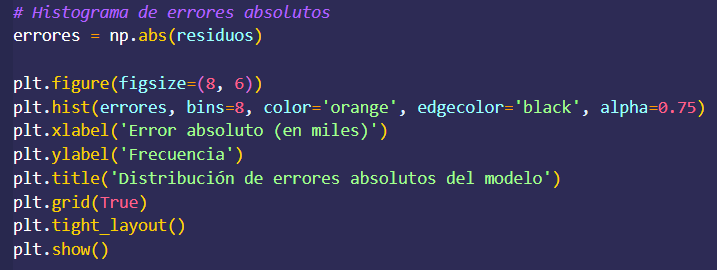 # Histograma de errores absolutos
errores = np.abs(residuos)
plt.figure(figsize=(8, 6))
plt.hist(errores, bins=8, color='orange', edgecolor='black', alpha=0.75)
plt.xlabel('Error absoluto (en miles)')
plt.ylabel('Frecuencia')
plt.title('Distribución de errores absolutos del modelo')
plt.grid(True)
plt.tight_layout()
plt.show()